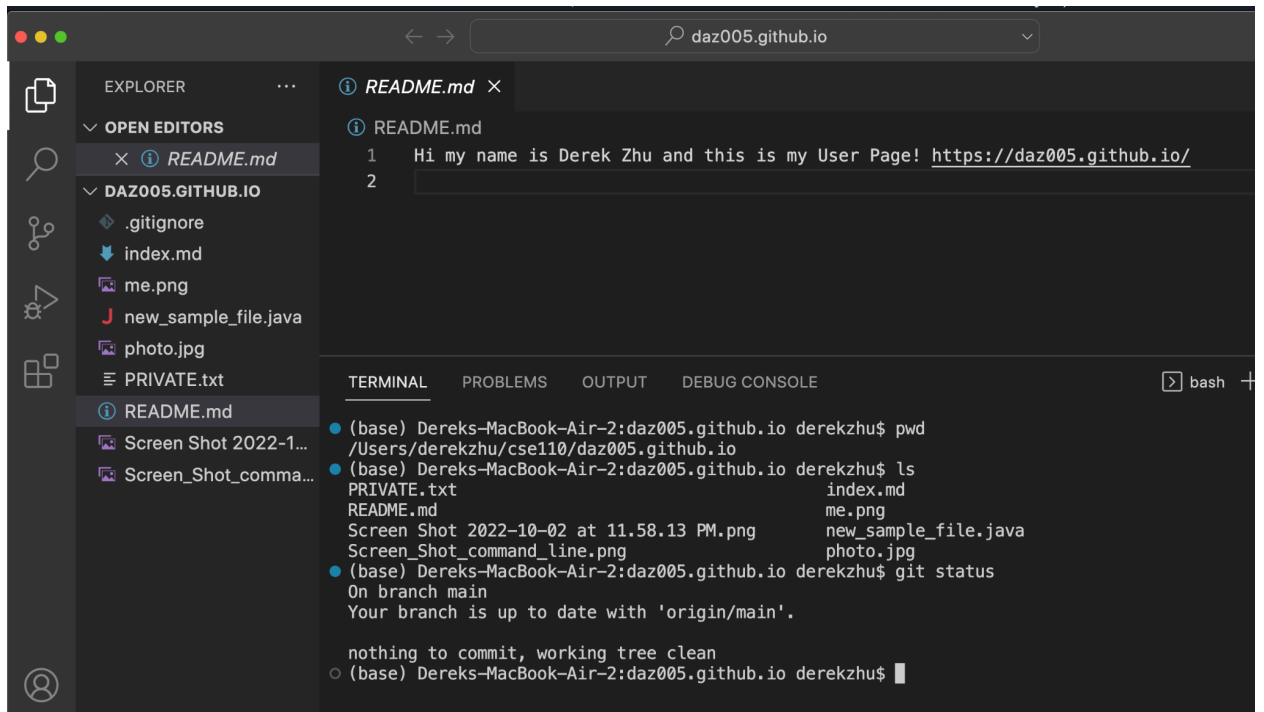 daz005.github.io
EXPLORER ...
OPEN EDITORS
README.md
DAZ005.GITHUB.IO
.gitignore
index.md
me.png
new_sample_file.java
photo.jpg
PRIVATE.txt
README.md
Screen Shot 2022-1...
Screen_Shot_comma...
README.md
README.md
1 Hi my name is Derek Zhu and this is my User Page! https://daz005.github.io/
2
TERMINAL PROBLEMS OUTPUT DEBUG CONSOLE bash
(base) Dereks-MacBook-Air-2:daz005.github.io derekzhu$ pwd
/Users/derekzhu/cse110/daz005.github.io
(base) Dereks-MacBook-Air-2:daz005.github.io derekzhu$ ls
PRIVATE.txt index.md
README.md me.png
Screen Shot 2022-10-02 at 11.58.13 PM.png new_sample_file.java
Screen_Shot_command_line.png photo.jpg
(base) Dereks-MacBook-Air-2:daz005.github.io derekzhu$ git status
On branch main
Your branch is up to date with 'origin/main'.
nothing to commit, working tree clean
(base) Dereks-MacBook-Air-2:daz005.github.io derekzhu$